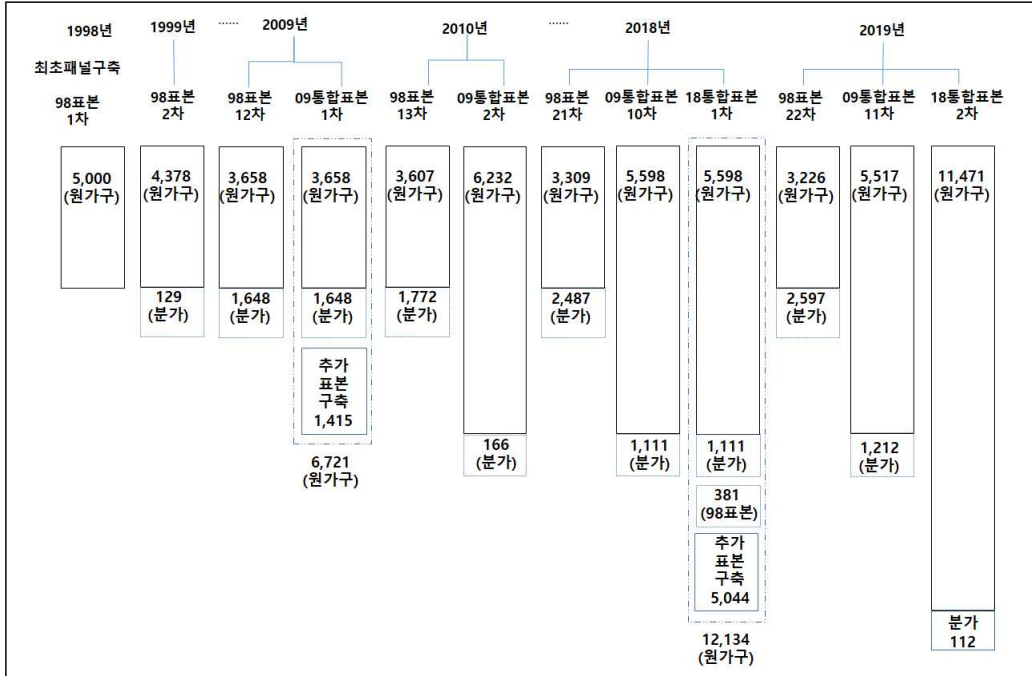 1998년
1999년
······
2009년
2010년
······
2018년
2019년
최초패널구축
98표본
1차
98표본
2차
98표본
12차
09통합표본
1차
98표본
13차
09통합표본
2차
98표본
21차
09통합표본
10차
18통합표본
1차
98표본
22차
09통합표본
11차
18통합표본
2차
5,000
(원가구)
4,378
(원가구)
3,658
(원가구)
3,658
(원가구)
3,607
(원가구)
6,232
(원가구)
3,309
(원가구)
5,598
(원가구)
5,598
(원가구)
3,226
(원가구)
5,517
(원가구)
11,471
(원가구)
129
(분가)
1,648
(분가)
1,648
(분가)
1,772
(분가)
2,487
(분가)
2,597
(분가)
추가
표본
구축
1,415
6,721
(원가구)
166
(분가)
1,111
(분가)
1,111
(분가)
1,212
(분가)
381
(98표본)
추가
표본
구축
5,044
12,134
(원가구)
분가
112